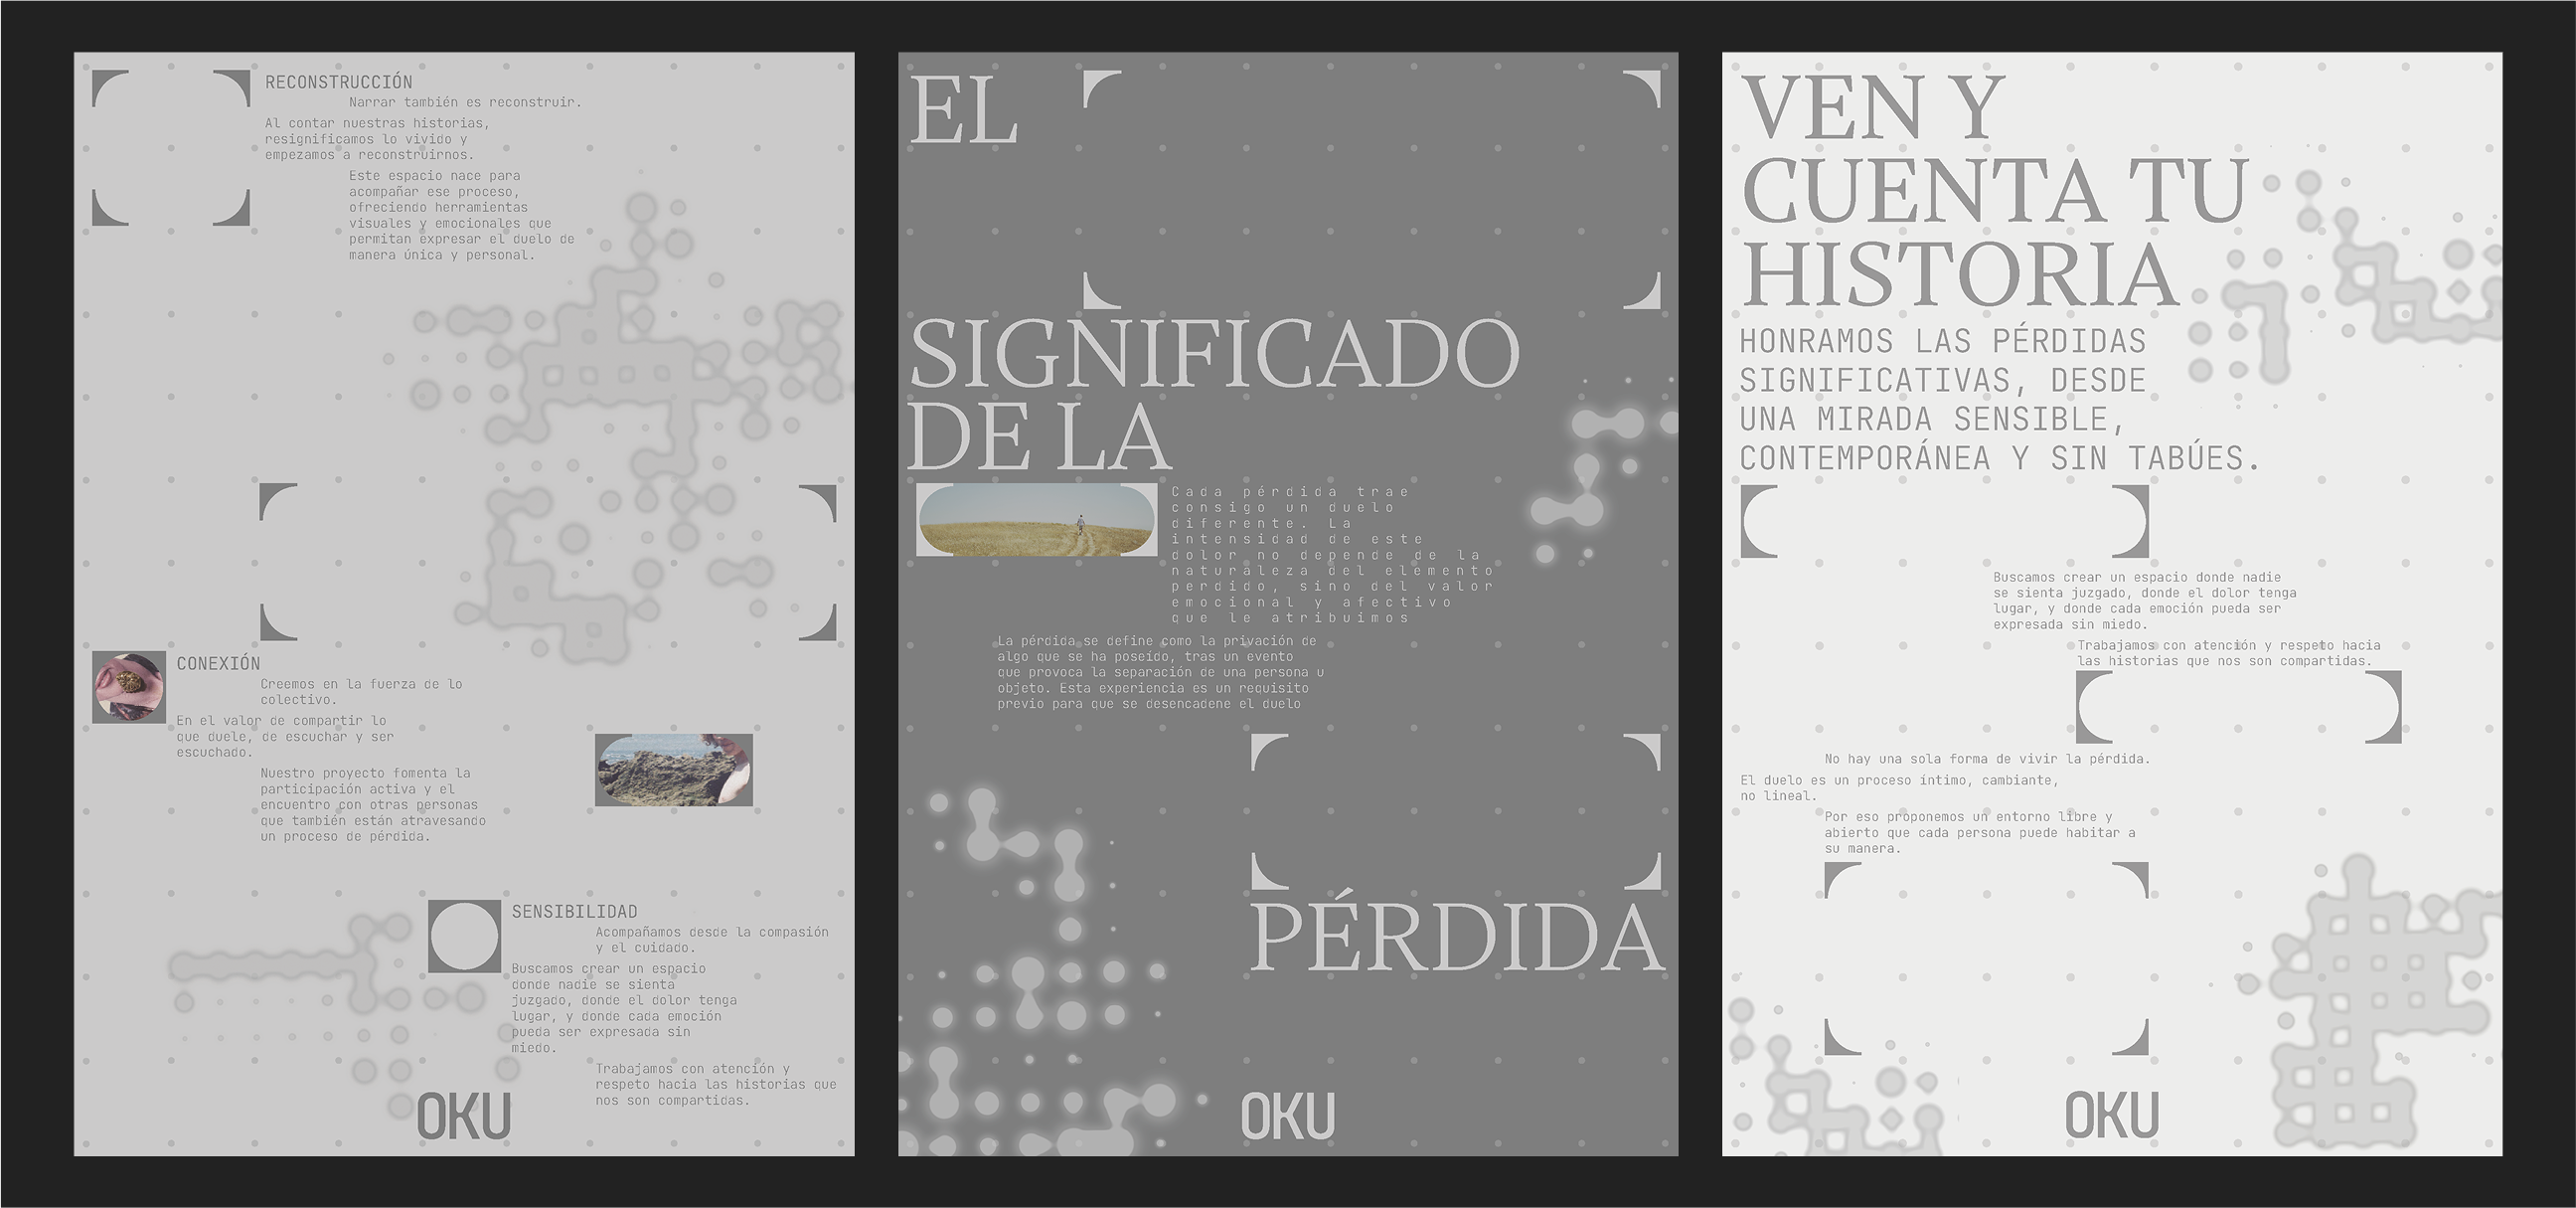 RECONSTRUCCIÓN
Narrar también es reconstruir.
Al contar nuestras historias,
resignificamos lo vivido y
empezamos a reconstruirnos.
Este espacio nace para
acompañar ese proceso,
ofreciendo herramientas
visuales y emocionales que
permitan expresar el duelo de
manera única y personal.
CONEXIÓN
Creemos en la fuerza de lo
colectivo.
En el valor de compartir lo
que duele, de escuchar y ser
escuchado.
Nuestro proyecto fomenta la
participación activa y el
encuentro con otras personas
que también están atravesando
un proceso de pérdida.
SENSIBILIDAD
Acompañamos desde la compasión
y el cuidado.
Buscamos crear un espacio
donde nadie se sienta
juzgado, donde el dolor tenga
lugar, y donde cada emoción
pueda ser expresada sin
miedo.
Trabajamos con atención y
respeto hacia las historias que
nos son compartidas.
OKU
EL
SIGNIFICADO
DE LA
Cada pérdida trae
consigo un duelo
diferente. La
intensidad de este
dolor no depende de la
naturaleza del elemento
perdido, sino del valor
emocional y afectivo
que le atribuimos
La pérdida se define como la privación de
algo que se ha poseído, tras un evento
que provoca la separación de una persona u
objeto. Esta experiencia es un requisito
previo para que se desencadene el duelo
PÉRDIDA
OKU
VEN Y
CUENTA TU
HISTORIA
HONRAMOS LAS PÉRDIDAS
SIGNIFICATIVAS, DESDE
UNA MIRADA SENSIBLE,
CONTEMPORÁNEA Y SIN TABÚES.
Buscamos crear un espacio donde nadie
se sienta juzgado, donde el dolor tenga
lugar, y donde cada emoción pueda ser
expresada sin miedo.
Trabajamos con atención y respeto hacia
las historias que nos son compartidas.
No hay una sola forma de vivir la pérdida.
El duelo es un proceso íntimo, cambiante,
no lineal.
Por eso proponemos un entorno libre y
abierto que cada persona puede habitar a
su manera.
OKU